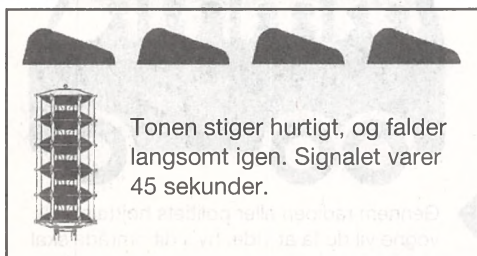 Tonen stiger hurtigt, og falder
langsomt igen. Signalet varer
45 sekunder.